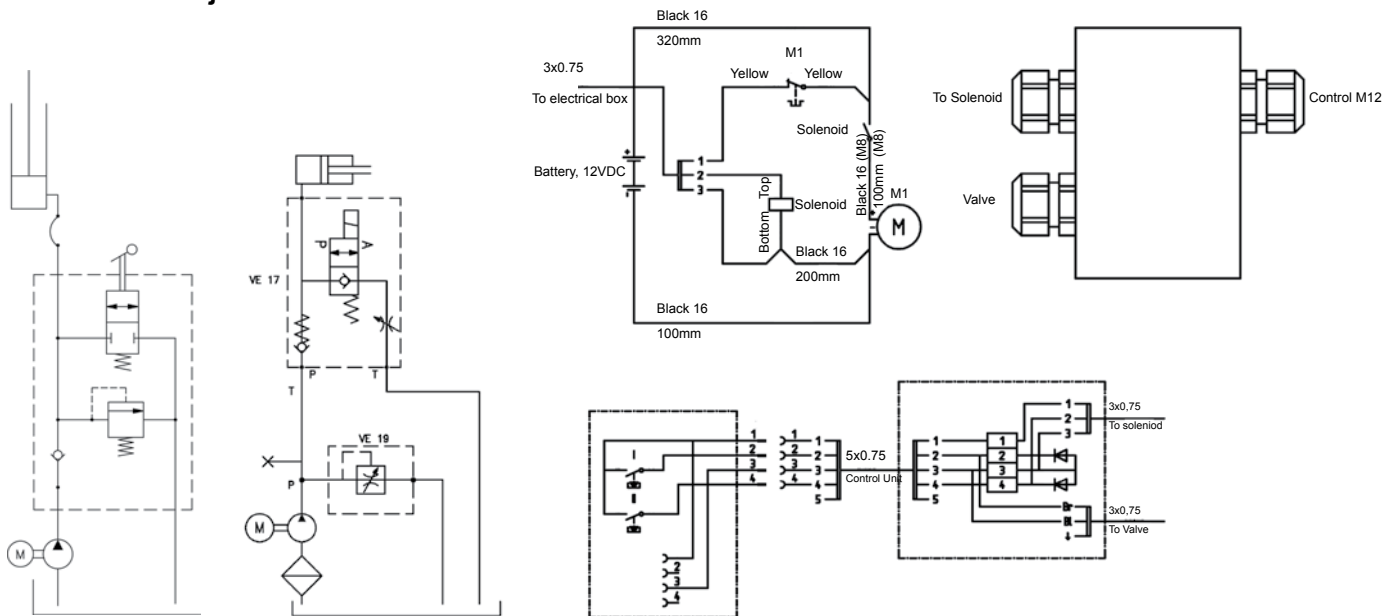 j
Black 16
320mm
M1
3x0.75
Yellow
Yellow
To electrical box
Solenoid
Battery, 12VDC
+
-
1
2
3
Top
Bottom
Solenoid
Black 16 (M8)
100mm (M8)
M1
+
M
Black 16
200mm
Black 16
100mm
To Solenoid
Control M12
Valve
A
P
VE 17
P
T
T
VE 19
P
M
M
I
II
1
2
3
4
1
2
3
4
1
2
3
4
5
5x0.75
Control Unit
1
2
3
4
5
1
2
3
4
1
2
3
3x0,75
To soleniod
Br
Bl
3x0,75
To Valve
2
3
4